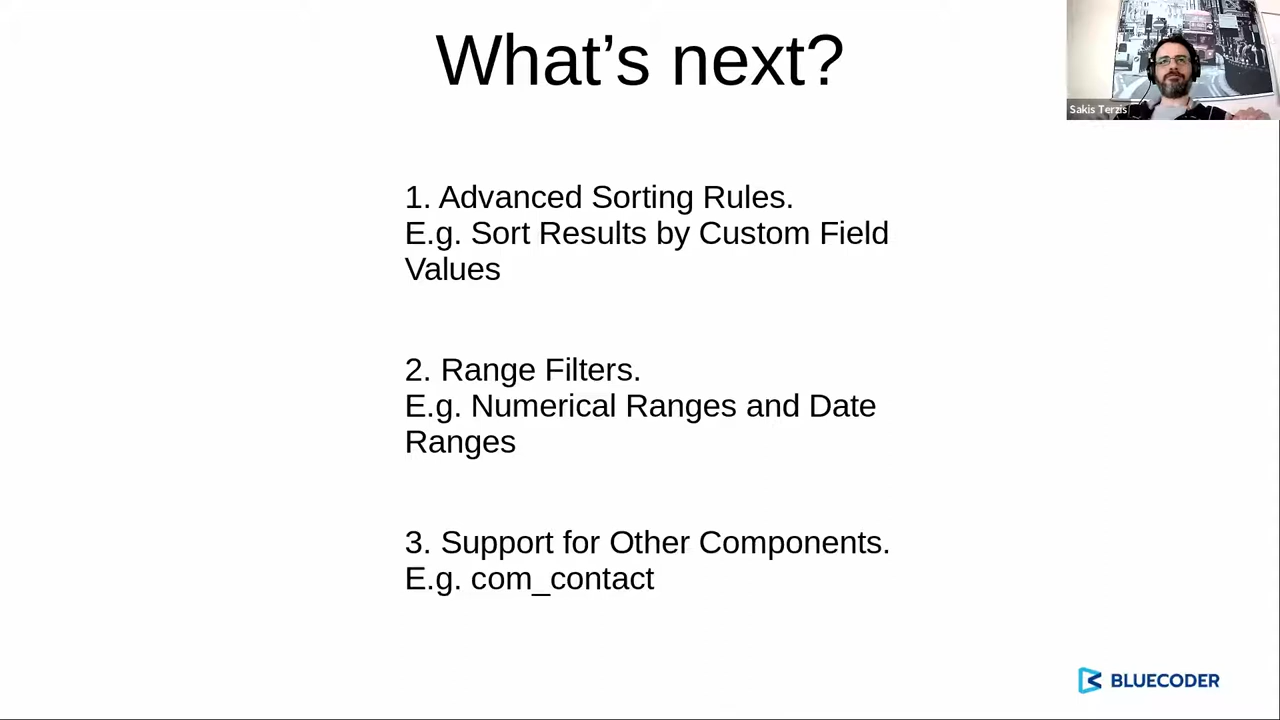 What's next?
Sakis Terzis
1. Advanced Sorting Rules.
E.g. Sort Results by Custom Field
Values
2. Range Filters.
E.g. Numerical Ranges and Date
Ranges
3. Support for Other Components.
E.g. com_contact
BLUECODER